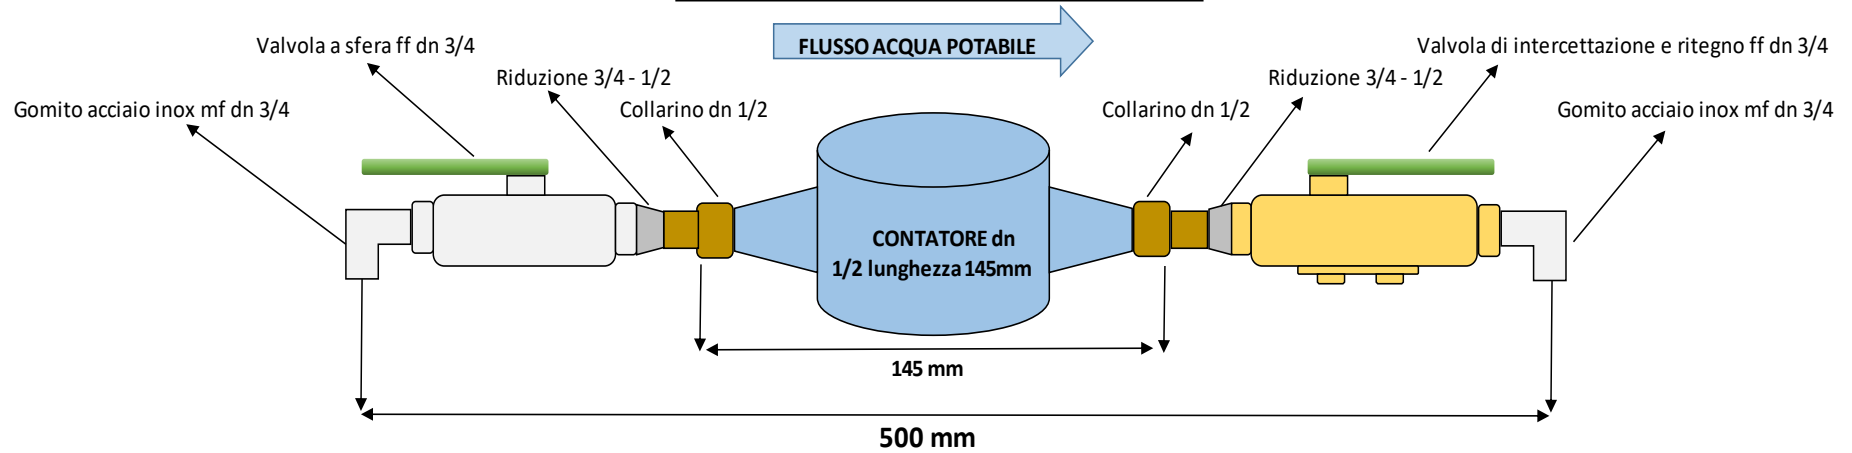 FLUSSO ACQUA POTABILE
Valvola a sfera ff dn 3/4
Valvola di intercettazione e ritegno ff dn 3/4
Riduzione 3/4 - 1/2
Riduzione 3/4 - 1/2
Gomito acciaio inox mf dn 3/4
Collarino dn 1/2
Collarino dn 1/2
Gomito acciaio inox mf dn 3/4
CONTATORE dn
1/2 lunghezza 145mm
145 mm
500 mm